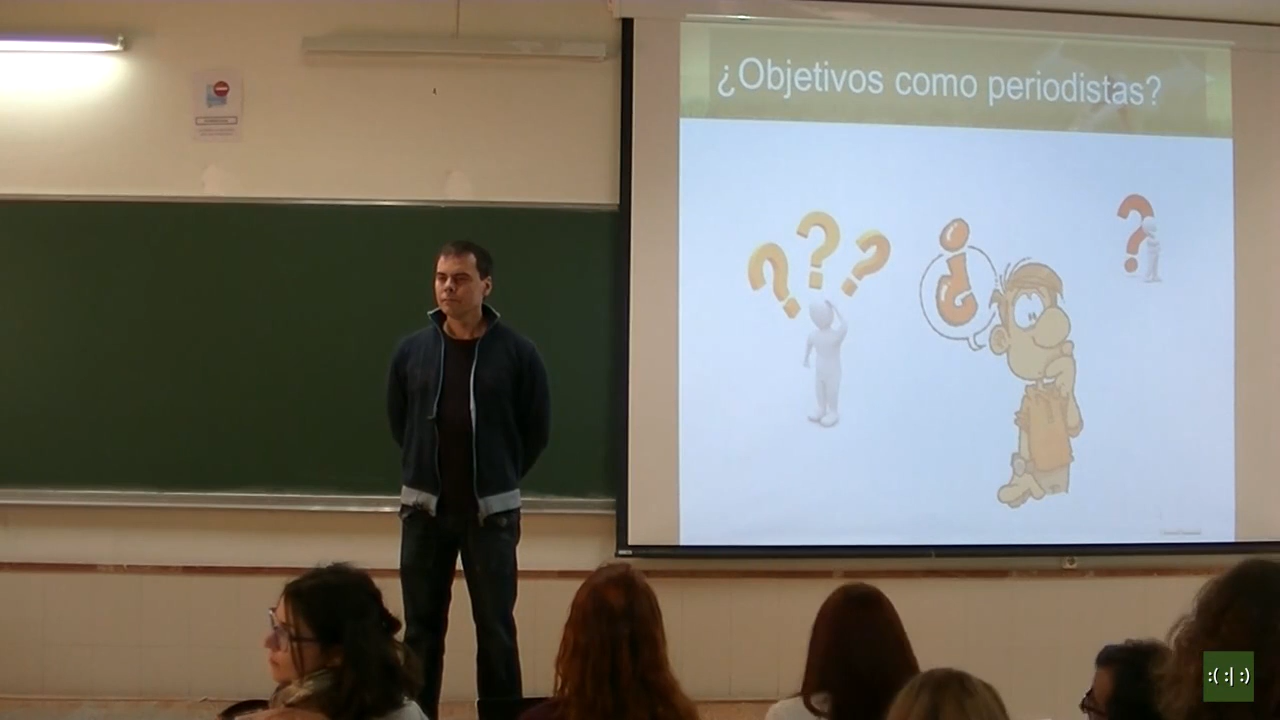 ¿Objetivos como periodistas?
? ? ?
¿
?
:( :| :)